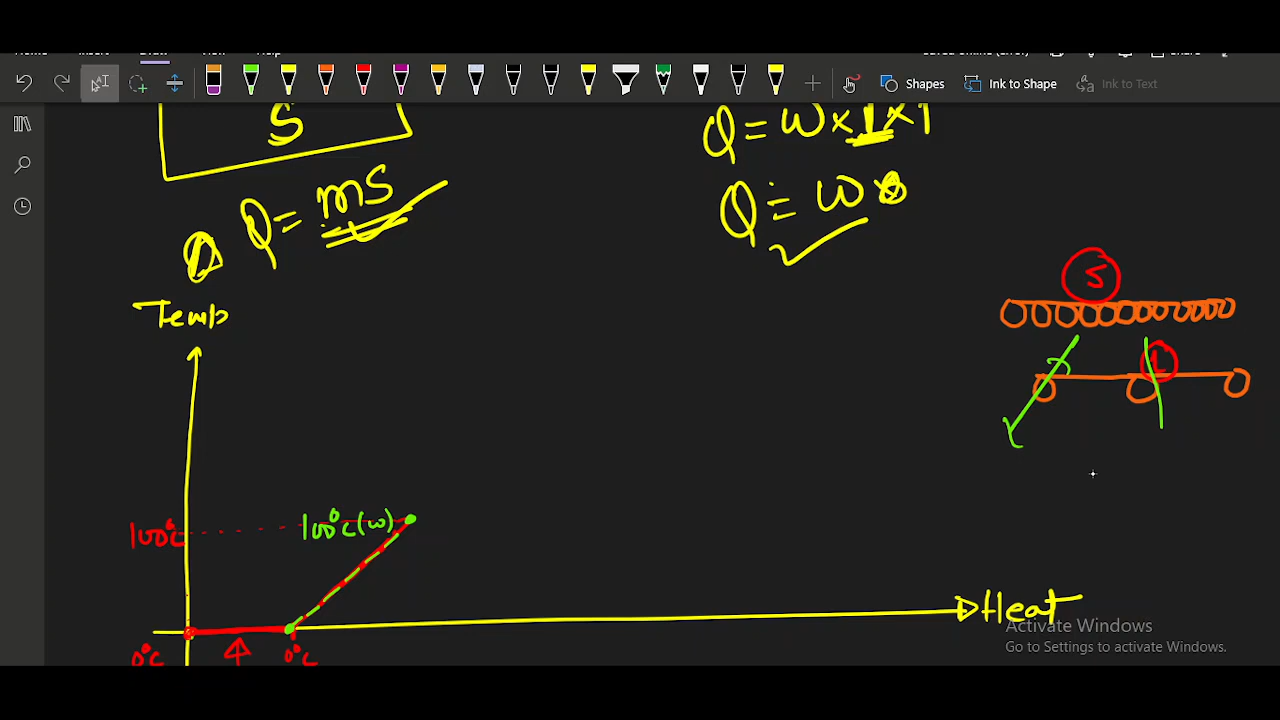 Shapes
Ink to Shape
Ink to Text
S
Q = mS
Q = W × 1 × 1
Q = W
Temp
S
L
100°C
100°C (w)
Heat
0°C
0°C
Activate Windows
Go to Settings to activate Windows.